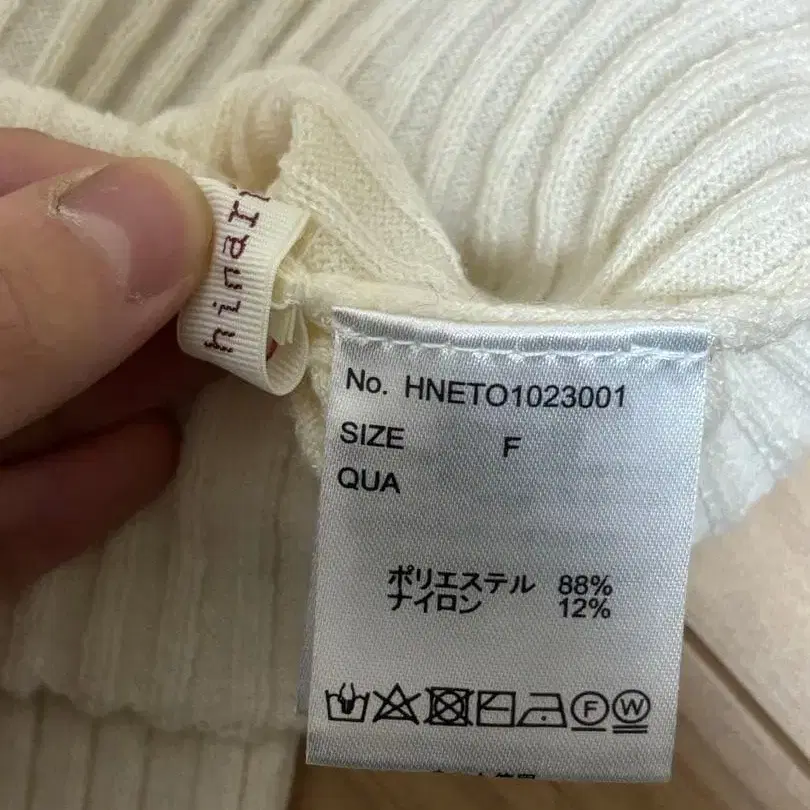 hinari
No. HNETO1023001
SIZE F
QUA
ポリエステル 88%
ナイロン 12%
F W